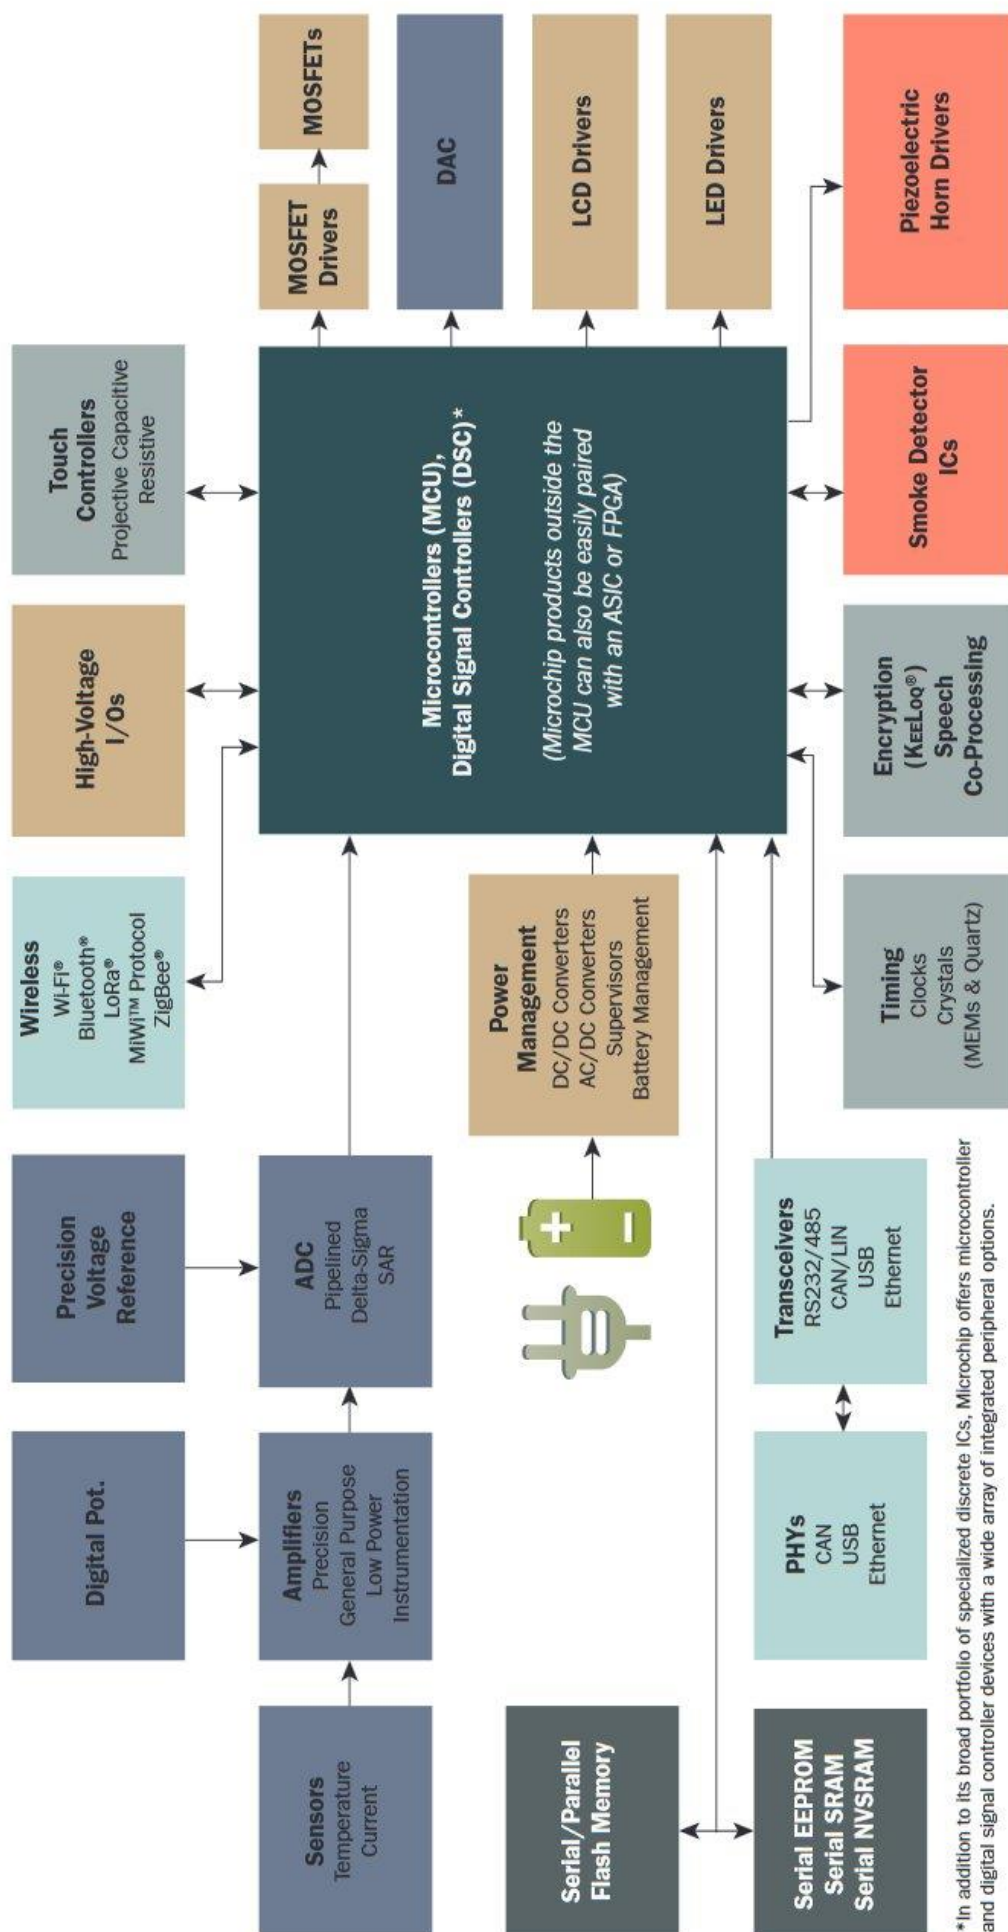 Digital Pot.
Precision
Voltage
Reference
Wireless
Wi-Fi®
Bluetooth®
LoRa®
MiWi™ Protocol
ZigBee®
High-Voltage
I/Os
Touch
Controllers
Projective Capacitive
Resistive
Sensors
Temperature
Current
Amplifiers
Precision
General Purpose
Low Power
Instrumentation
ADC
Pipelined
Delta-Sigma
SAR
Microcontrollers (MCU),
Digital Signal Controllers (DSC)*
(Microchip products outside the
MCU can also be easily paired
with an ASIC or FPGA)
MOSFET
Drivers
MOSFETs
DAC
LCD Drivers
LED Drivers
Serial/Parallel
Flash Memory
+
–
Power
Management
DC/DC Converters
AC/DC Converters
Supervisors
Battery Management
Serial EEPROM
Serial SRAM
Serial NVSRAM
PHYs
CAN
USB
Ethernet
Transceivers
RS232/485
CAN/LIN
USB
Ethernet
Timing
Clocks
Crystals
(MEMs & Quartz)
Encryption
(KEELOQ®)
Speech
Co-Processing
Smoke Detector
ICs
Piezoelectric
Horn Drivers
*In addition to its broad portfolio of specialized discrete ICs, Microchip offers microcontroller
and digital signal controller devices with a wide array of integrated peripheral options.